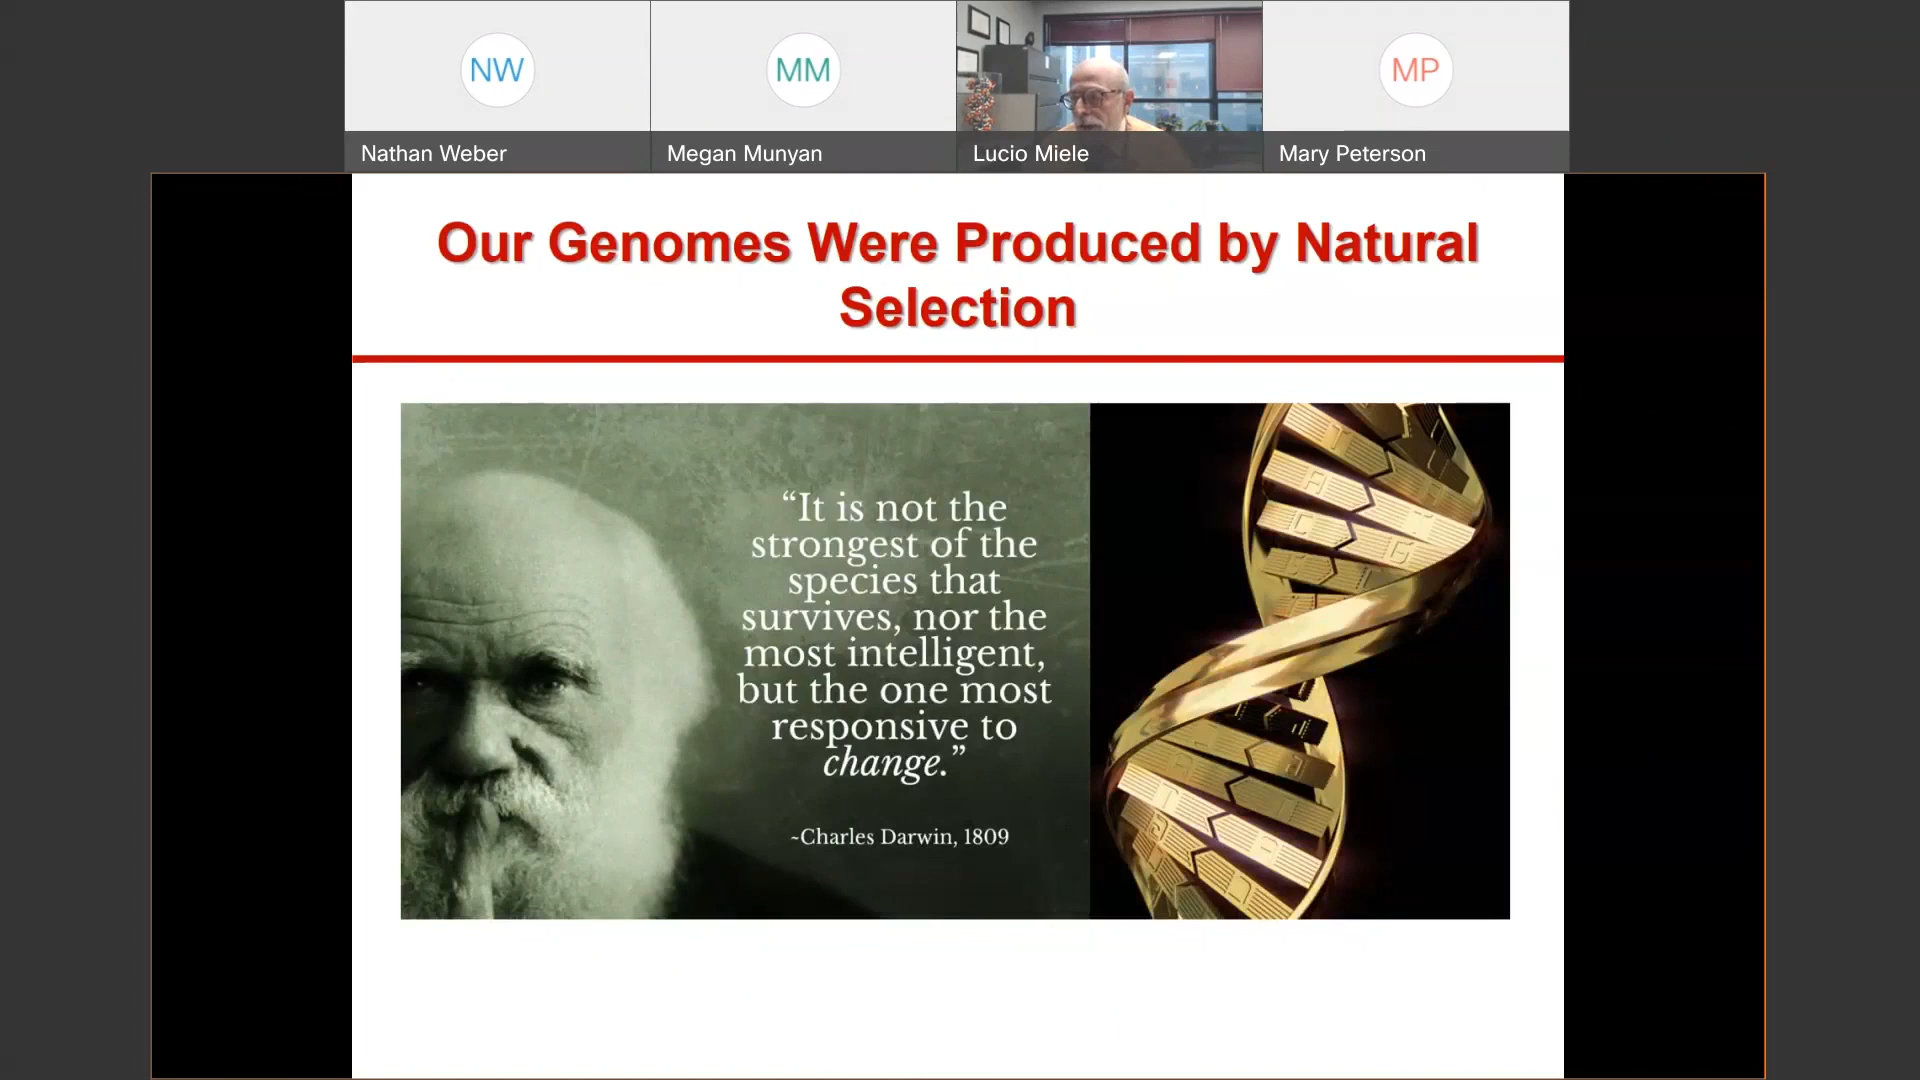 NW
MM
MP
Nathan Weber
Megan Munyan
Lucio Miele
Mary Peterson
Our Genomes Were Produced by Natural
Selection
“It is not the
strongest of the
species that
survives, nor the
most intelligent,
but the one most
responsive to
change.”
~Charles Darwin, 1809